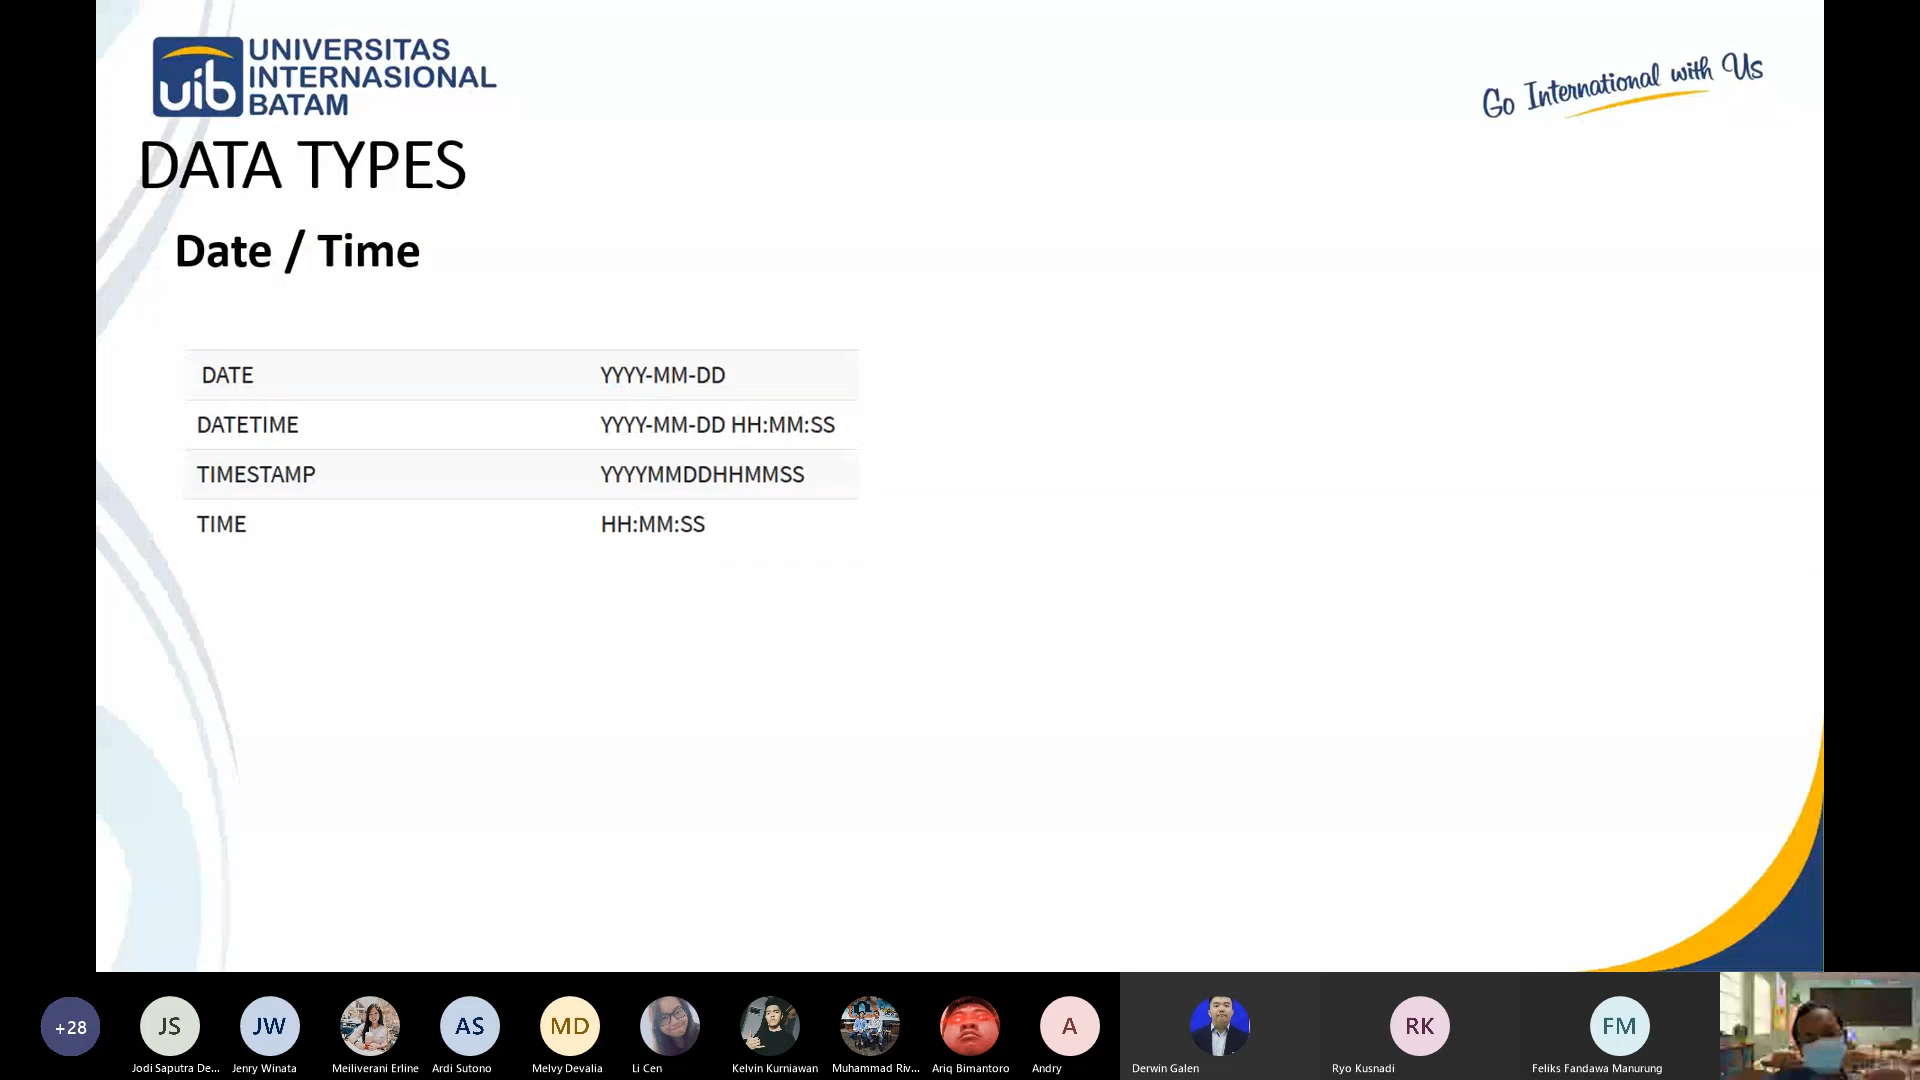 uib
UNIVERSITAS
INTERNASIONAL
BATAM
Go International with Us
DATA TYPES
Date / Time
DATE YYYY-MM-DD
DATETIME YYYY-MM-DD HH:MM:SS
TIMESTAMP YYYYMMDDHHMMSS
TIME HH:MM:SS
+28 JS JW AS MD A RK FM
Jodi Saputra De... Jenry Winata Meiliverani Erline Ardi Sutono Melvy Devalia Li Cen Kelvin Kurniawan Muhammad Riv... Ariq Bimantoro Andry Derwin Galen Ryo Kusnadi Feliks Fandawa Manurung